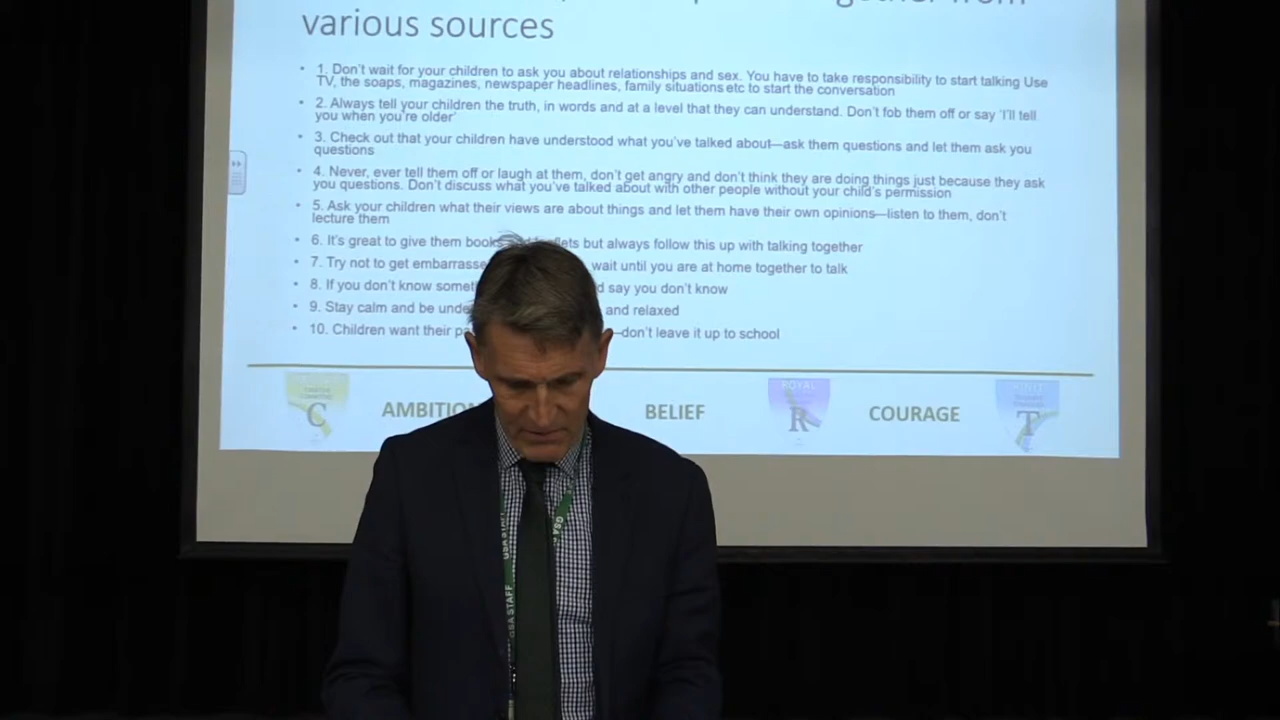 various sources
• 1. Don't wait for your children to ask you about relationships and sex. You have to take responsibility to start talking Use
TV, the soaps, magazines, newspaper headlines, family situations etc to start the conversation
• 2. Always tell your children the truth, in words and at a level that they can understand. Don't fob them off or say 'I'll tell
you when you're older'
• 3. Check out that your children have understood what you've talked about—ask them questions and let them ask you
questions
• 4. Never, ever tell them off or laugh at them, don't get angry and don't think they are doing things just because they ask
you questions. Don't discuss what you've talked about with other people without your child's permission
• 5. Ask your children what their views are about things and let them have their own opinions—listen to them, don't
lecture them
• 6. It's great to give them books but always follow this up with talking together
• 7. Try not to get wait until you are at home together to talk
• 8. If you don't know say you don't know
• 9. Stay calm and be and relaxed
• 10. Children want their —don't leave it up to school
C AMBITION BELIEF ROYAL R COURAGE T
GSA STAFF
GSA STAFF
GSA